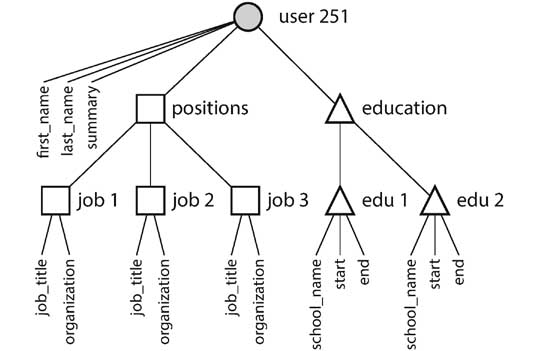 user 251
first_name
last_name
summary
positions
education
job 1
job 2
job 3
edu 1
edu 2
job_title
organization
job_title
organization
job_title
organization
school_name
start
end
school_name
start
end